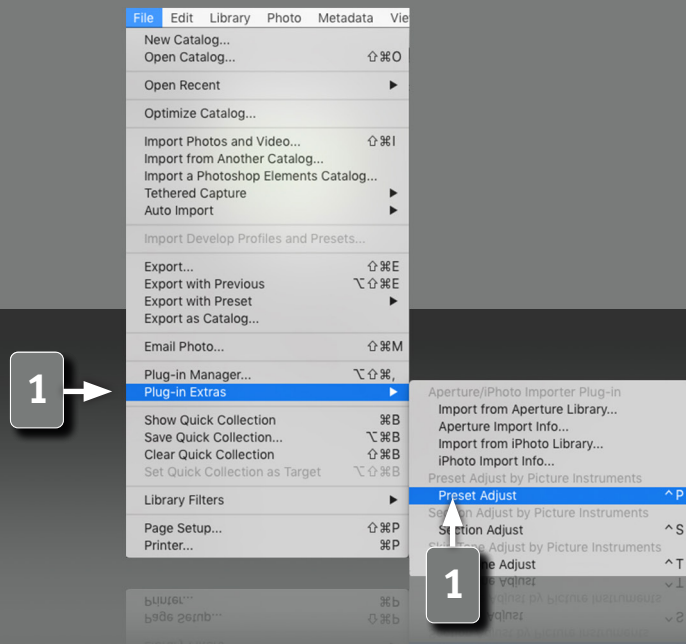 File Edit Library Photo Metadata Vie
New Catalog...
Open Catalog... ⇧⌘O
Open Recent ▶
Optimize Catalog...
Import Photos and Video... ⇧⌘I
Import from Another Catalog...
Import a Photoshop Elements Catalog...
Tethered Capture ▶
Auto Import ▶
Import Develop Profiles and Presets...
Export... ⇧⌘E
Export with Previous ⌥⇧⌘E
Export with Preset ▶
Export as Catalog...
Email Photo... ⇧⌘M
Plug-in Manager... ⌥⇧⌘,
Plug-in Extras ▶
Show Quick Collection ⌘B
Save Quick Collection... ⌥⌘B
Clear Quick Collection ⇧⌘B
Set Quick Collection as Target ⌥⇧⌘B
Library Filters ▶
Page Setup... ⇧⌘P
Printer... ⌘P
1
Aperture/iPhoto Importer Plug-in
Import from Aperture Library...
Aperture Import Info...
Import from iPhoto Library...
iPhoto Import Info...
Preset Adjust by Picture Instruments
Preset Adjust ^P
Section Adjust by Picture Instruments
Section Adjust ^S
Adjust by Picture Instruments
Adjust ^T
1
Printer... ⌘P
Page Setup... ⇧⌘P